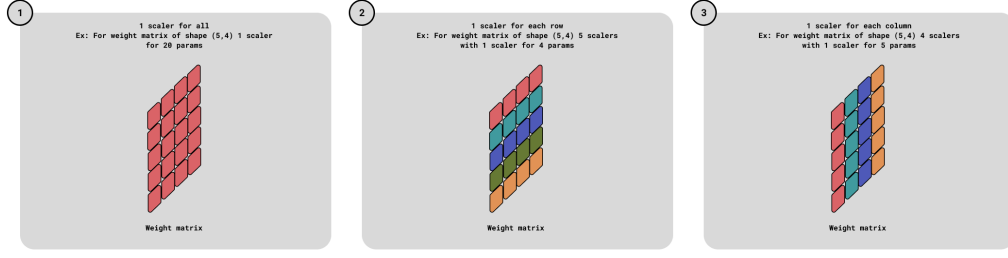 1
1 scaler for all
Ex: For weight matrix of shape (5,4) 1 scaler
for 20 params
Weight matrix
2
1 scaler for each row
Ex: For weight matrix of shape (5,4) 5 scalers
with 1 scaler for 4 params
Weight matrix
3
1 scaler for each column
Ex: For weight matrix of shape (5,4) 4 scalers
with 1 scaler for 5 params
Weight matrix